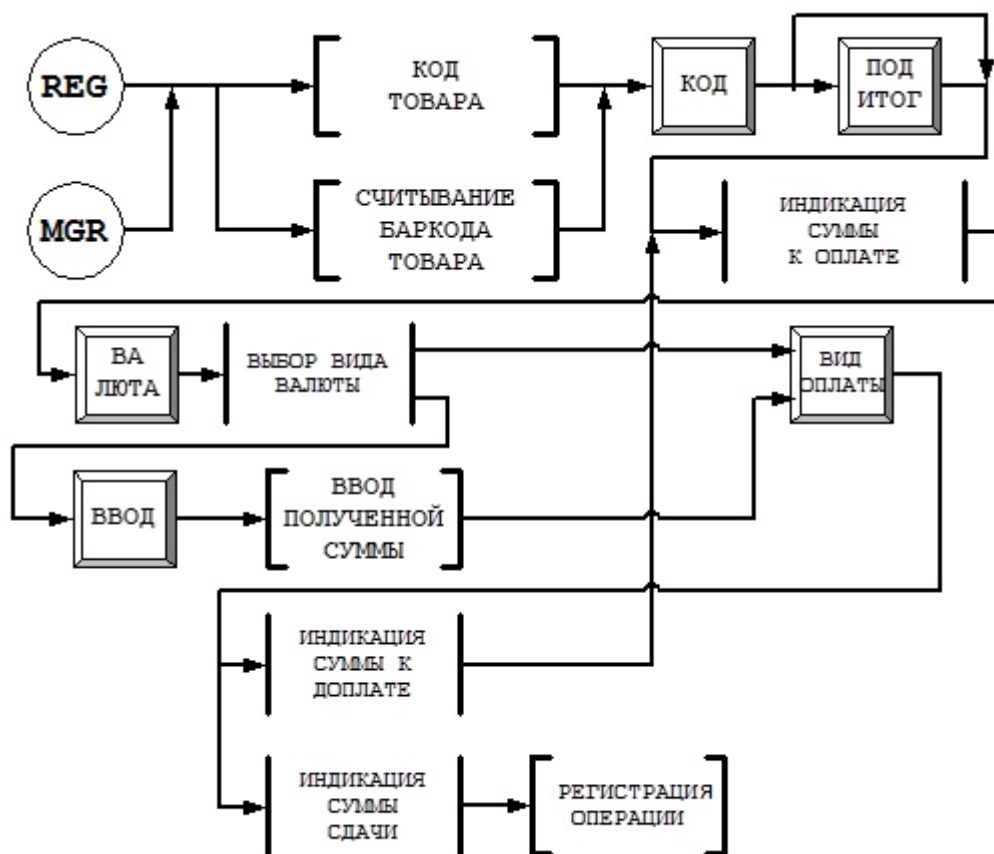 REG
КОД
ТОВАРА
КОД
ПОД
ИТОГ
MGR
СЧИТЫВАНИЕ
БАРКОДА
ТОВАРА
ИНДИКАЦИЯ
СУММЫ
К ОПЛАТЕ
ВА
ЛЮТА
ВЫБОР ВИДА
ВАЛЮТЫ
ВИД
ОПЛАТЫ
ВВОД
ВВОД
ПОЛУЧЕННОЙ
СУММЫ
ИНДИКАЦИЯ
СУММЫ К
ДОПЛАТЕ
ИНДИКАЦИЯ
СУММЫ
СДАЧИ
РЕГИСТРАЦИЯ
ОПЕРАЦИИ